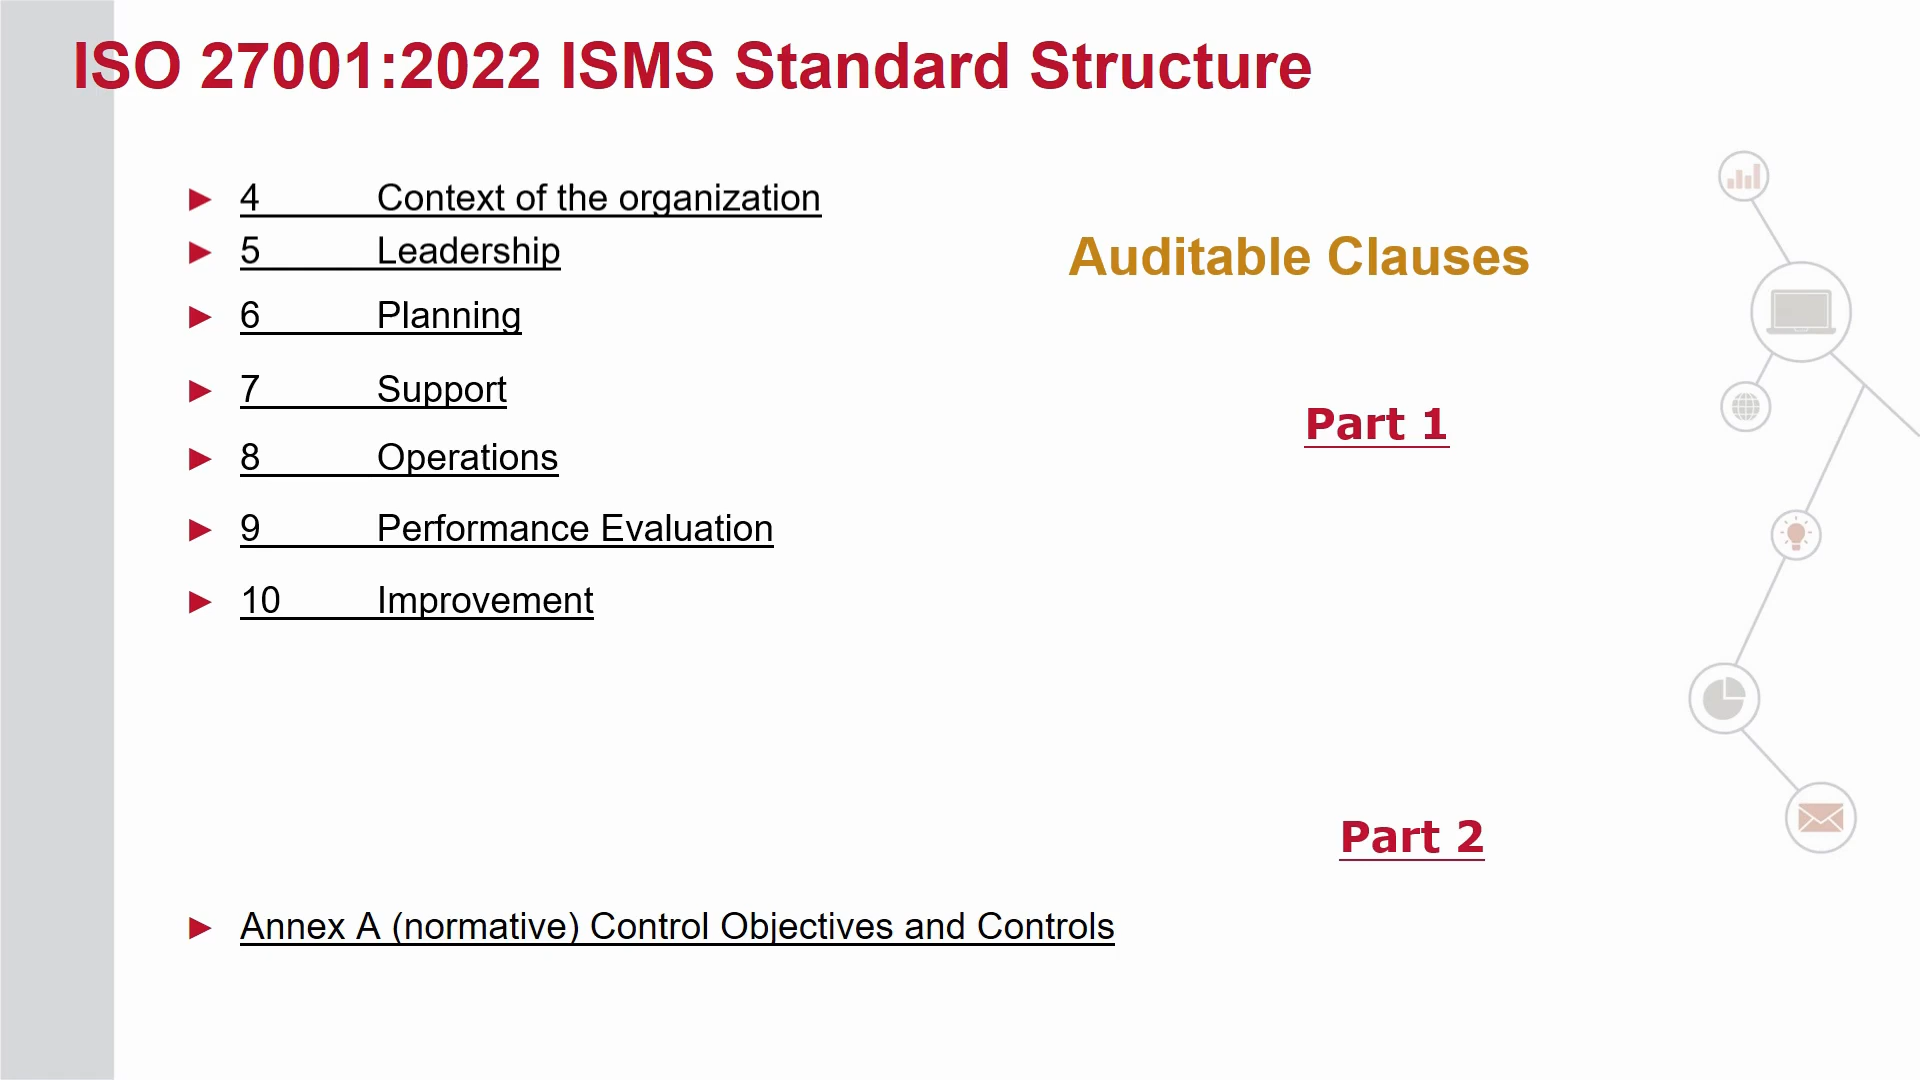 ISO 27001:2022 ISMS Standard Structure
4 Context of the organization
5 Leadership
Auditable Clauses
6 Planning
7 Support
Part 1
8 Operations
9 Performance Evaluation
10 Improvement
Part 2
Annex A (normative) Control Objectives and Controls